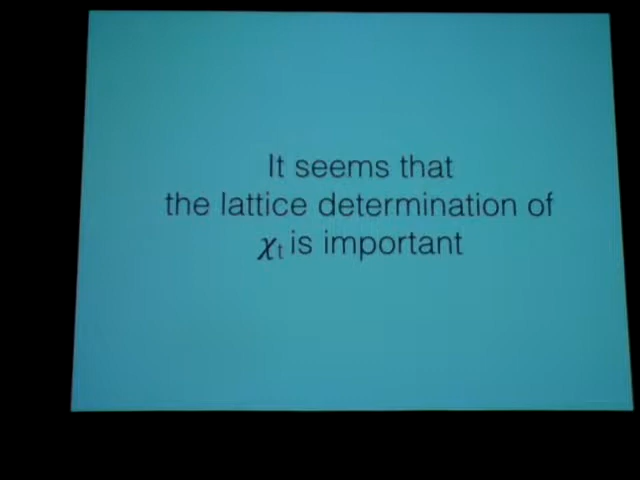 It seems that
the lattice determination of
χt is important